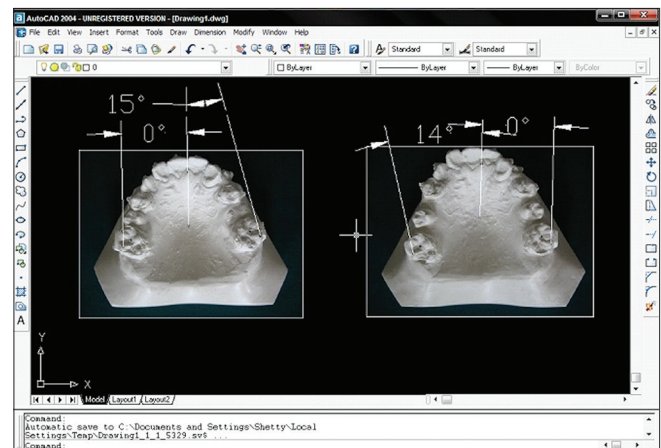 AutoCAD 2004 - UNREGISTERED VERSION - [Drawing1.dwg]
File Edit View Insert Format Tools Draw Dimension Modify Window Help
Standard Standard
0 ByLayer ByLayer ByLayer ByColor
15°
0°
14° 0°
Y
X
A
Model Layout1 Layout2
Command:
Automatic save to C:\Documents and Settings\Shetty\Local
Settings\Temp\Drawing1_1_1_5329.sv$ ...
Command: